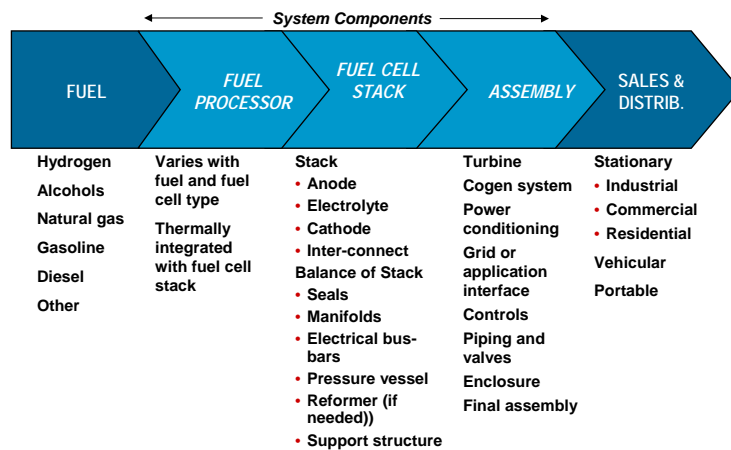 System Components
FUEL
FUEL
PROCESSOR
FUEL CELL
STACK
ASSEMBLY
SALES &
DISTRIB.
Hydrogen
Alcohols
Natural gas
Gasoline
Diesel
Other
Varies with
fuel and fuel
cell type
Thermally
integrated
with fuel cell
stack
Stack
• Anode
• Electrolyte
• Cathode
• Inter-connect
Balance of Stack
• Seals
• Manifolds
• Electrical bus-
bars
• Pressure vessel
• Reformer (if
needed))
• Support structure
Turbine
Cogen system
Power
conditioning
Grid or
application
interface
Controls
Piping and
valves
Enclosure
Final assembly
Stationary
• Industrial
• Commercial
• Residential
Vehicular
Portable